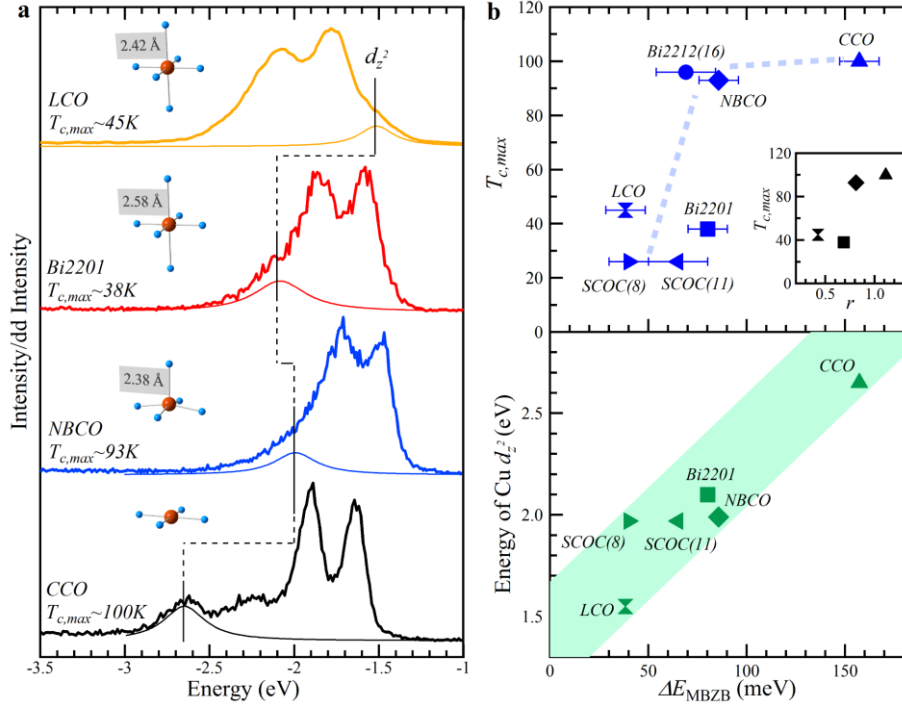 a
2.42 Å
d_z²
LCO
T_c,max~45K
2.58 Å
Bi2201
T_c,max~38K
2.38 Å
NBCO
T_c,max~93K
CCO
T_c,max~100K
Intensity/dd Intensity
-3.5 -3 -2.5 -2 -1.5 -1
Energy (eV)
b
120
100
80
60
40
20
0
T_c,max
Bi2212(16)
CCO
NBCO
LCO
Bi2201
SCOC(8) SCOC(11)
120
80
40
0
T_c,max
0.5 1.0
r
2.5
2.0
1.5
Energy of Cu d_z² (eV)
CCO
Bi2201
NBCO
SCOC(8) SCOC(11)
LCO
0 50 100 150
ΔE_MBZB (meV)